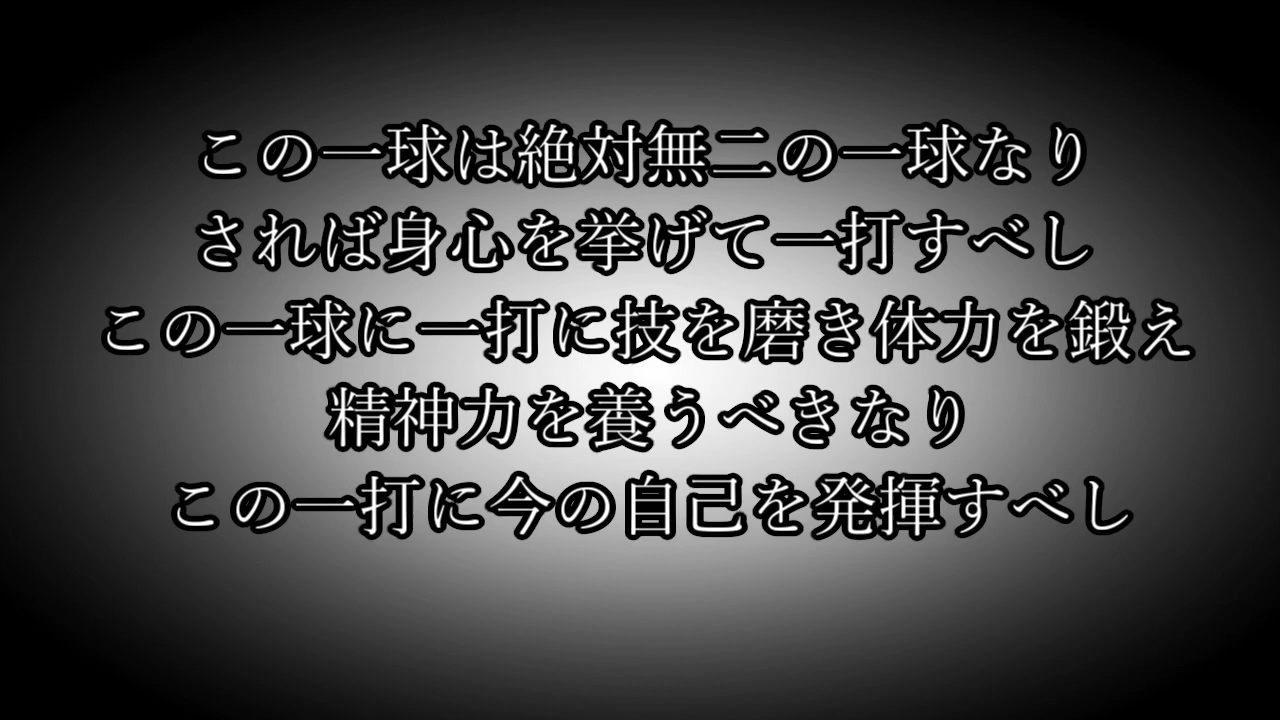 この一球は絶対無二の一球なり
されば身心を挙げて一打すべし
この一球に一打に技を磨き体力を鍛え
精神力を養うべきなり
この一打に今の自己を発揮すべし